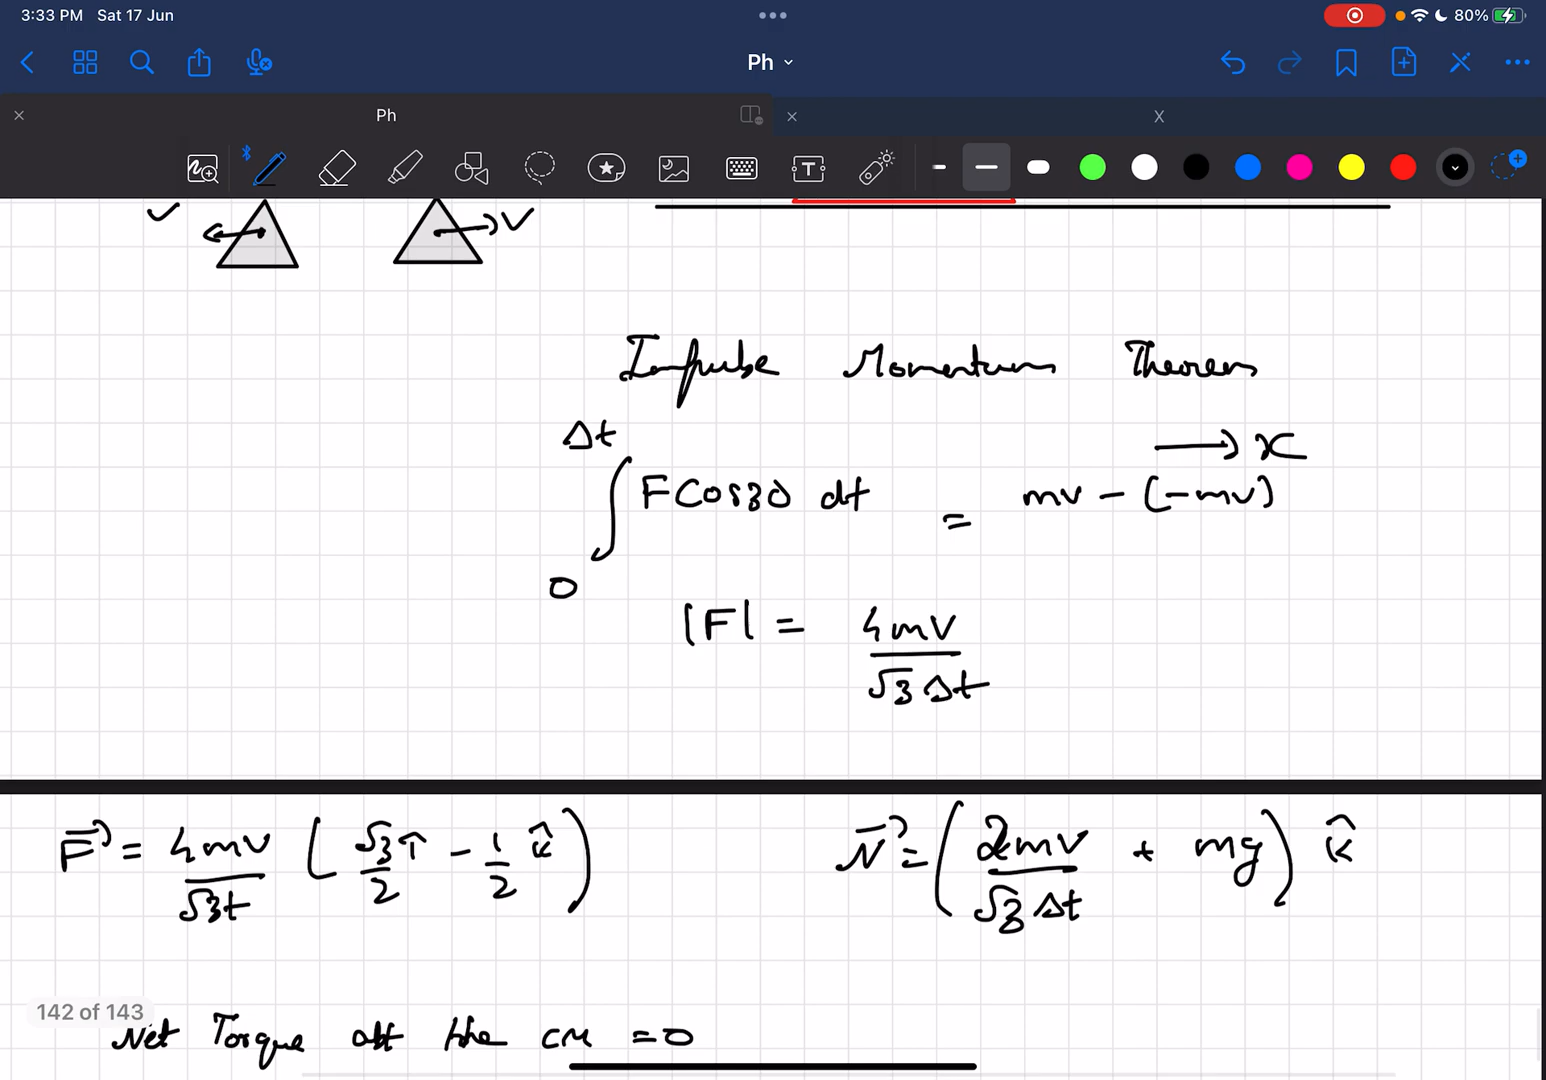 3:33 PM Sat 17 Jun
80%
Ph
Ph
X
T
V
V
Impulse Momentum Theorem
Δt
→ x
∫ F Cos30 dt = mv - (-mv)
0
|F| = 4mv / √3 Δt
F⃗ = 4mv / √3t ( √3/2 î - 1/2 k̂ )
N⃗ = ( 2mv / √3 Δt + mg ) k̂
142 of 143
Net Torque abt the CM = 0